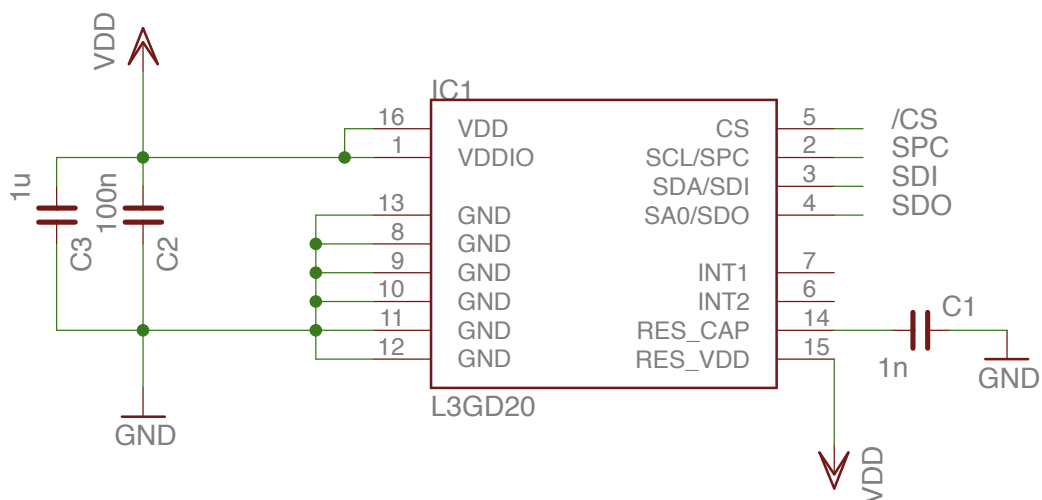 VDD
IC1
16 VDD CS 5 /CS
1 VDDIO SCL/SPC 2 SPC
SDA/SDI 3 SDI
13 GND SA0/SDO 4 SDO
8 GND
9 GND INT1 7
10 GND INT2 6
11 GND RES_CAP 14
12 GND RES_VDD 15
1u
C3
100n
C2
C1
1n
GND
L3GD20
GND
VDD